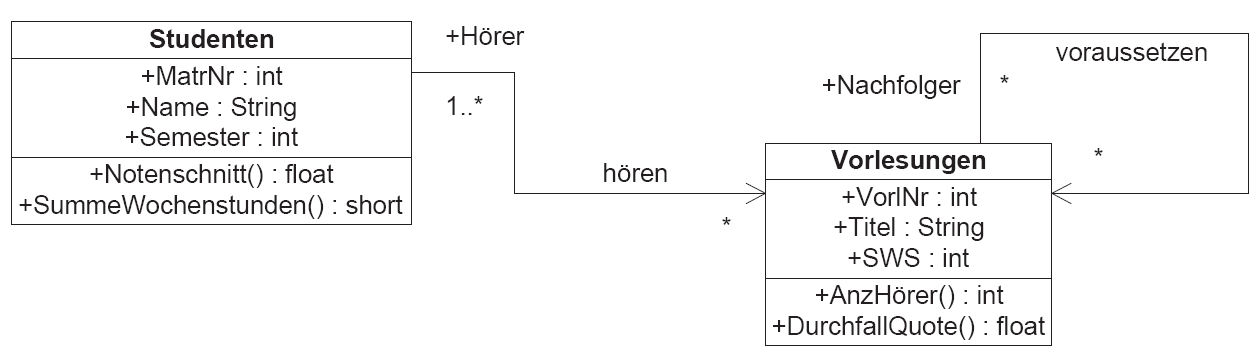 Studenten
+MatrNr : int
+Name : String
+Semester : int
+Notenschnitt() : float
+SummeWochenstunden() : short
+Hörer
1..*
hören
*
+Nachfolger
*
voraussetzen
*
Vorlesungen
+VorlNr : int
+Titel : String
+SWS : int
+AnzHörer() : int
+DurchfallQuote() : float